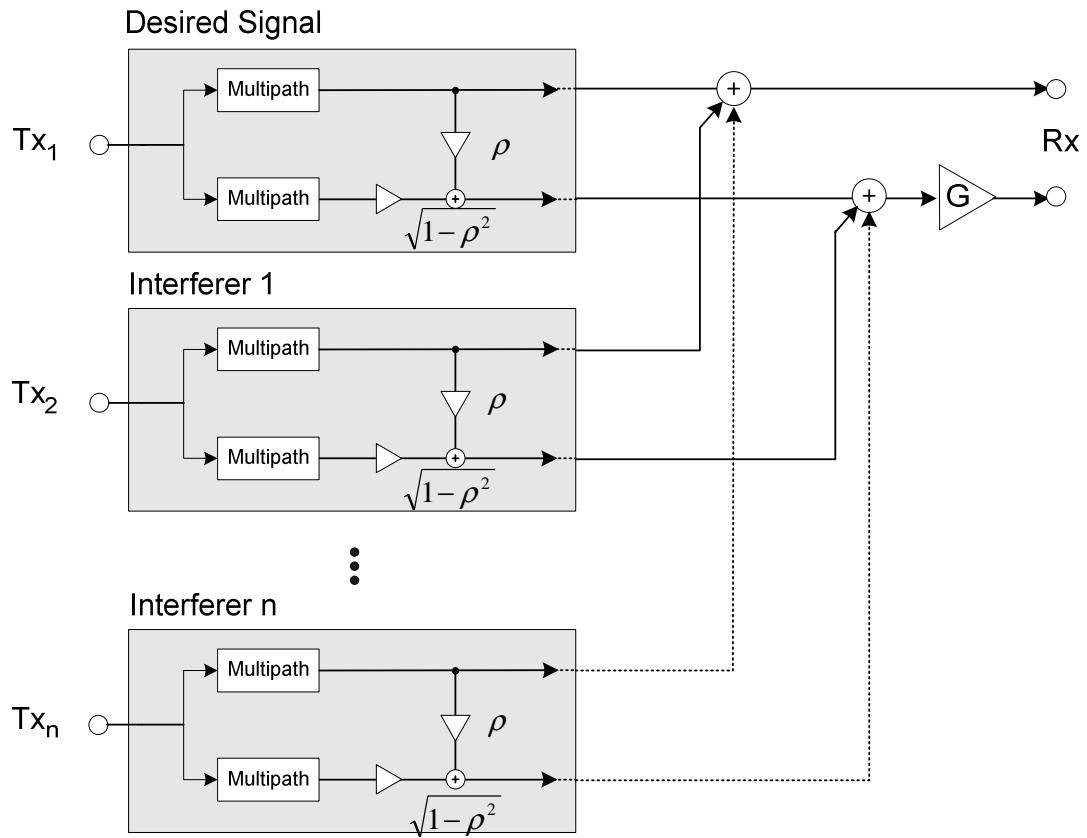 Desired Signal
Multipath
Tx₁
ρ
Multipath
√1−ρ²
Rx
G
Interferer 1
Multipath
Tx₂
ρ
Multipath
√1−ρ²
Interferer n
Multipath
Txₙ
ρ
Multipath
√1−ρ²